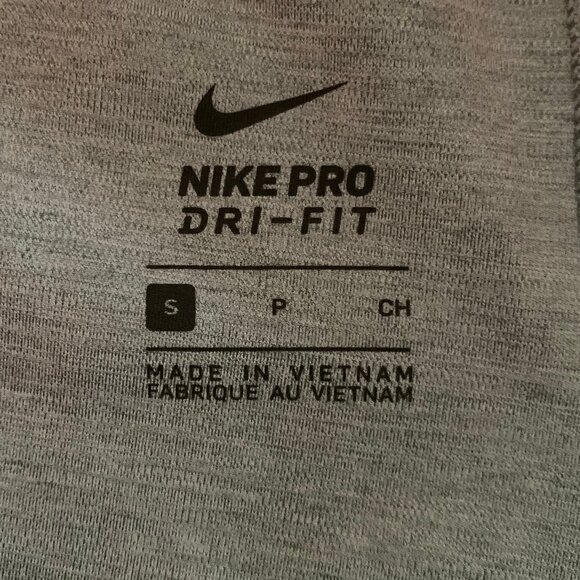 NIKE PRO
DRI-FIT
S P CH
MADE IN VIETNAM
FABRIQUE AU VIETNAM